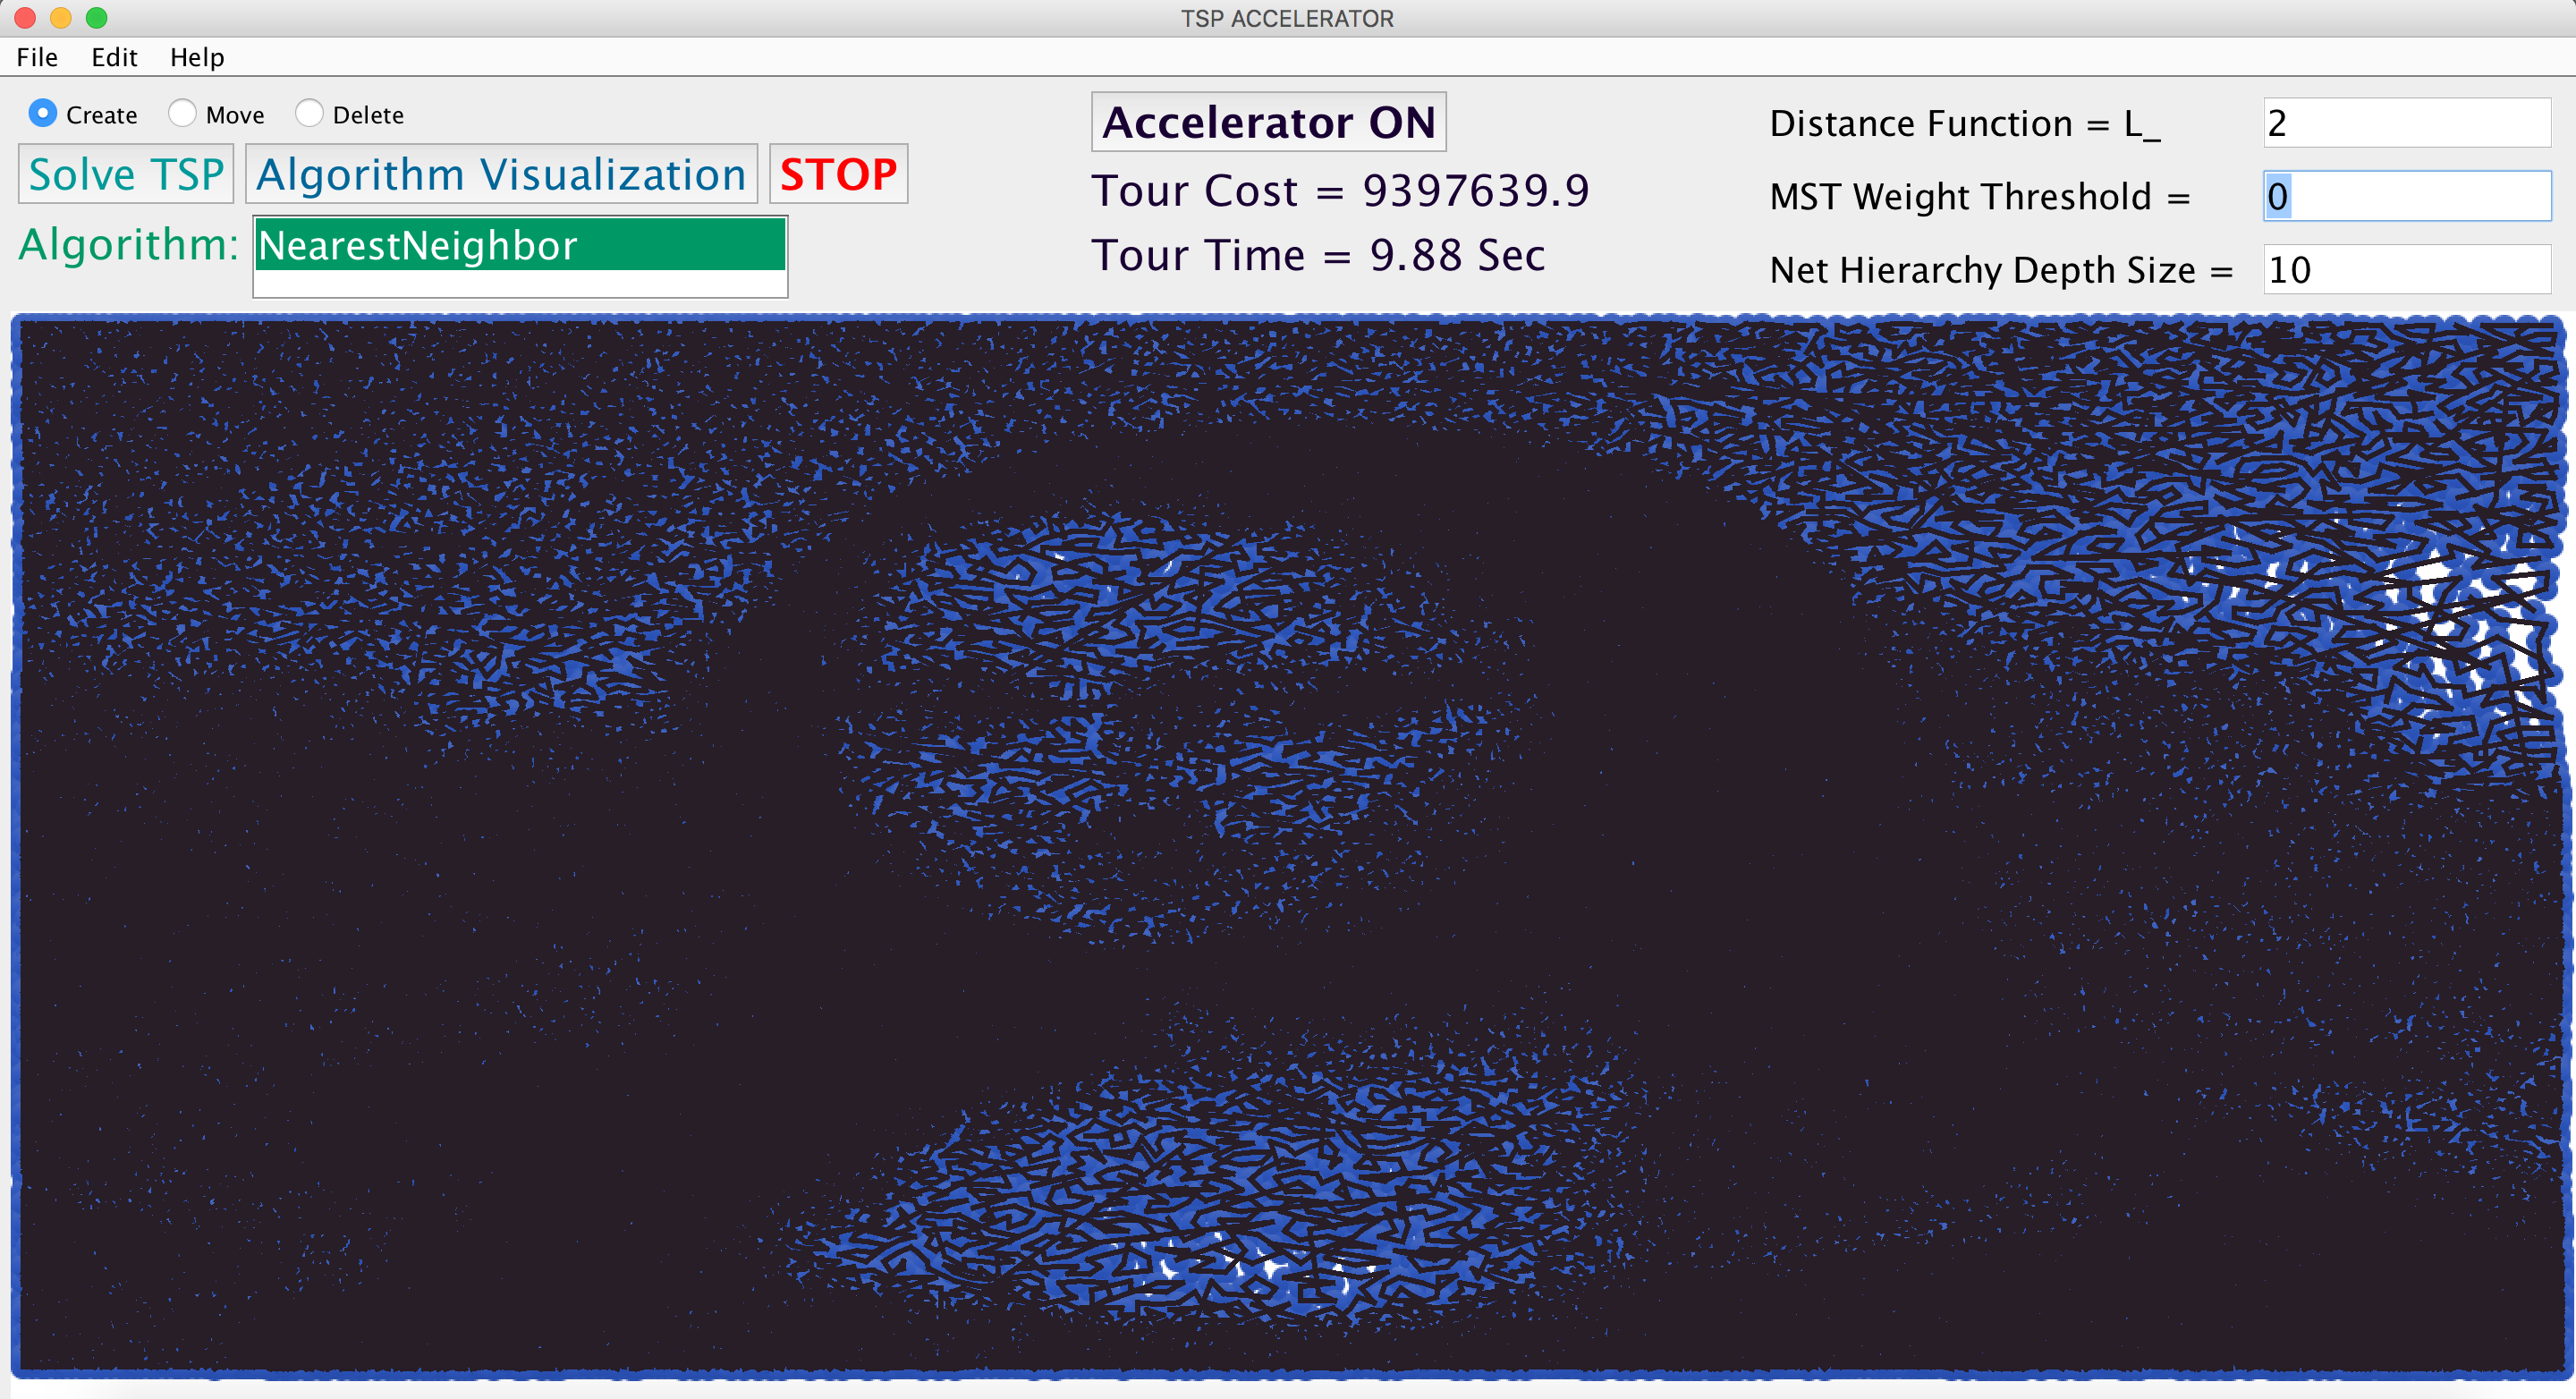 TSP ACCELERATOR
File Edit Help
Create Move Delete
Solve TSP Algorithm Visualization STOP
Algorithm: NearestNeighbor
Accelerator ON
Tour Cost = 9397639.9
Tour Time = 9.88 Sec
Distance Function = L_ 2
MST Weight Threshold = 0
Net Hierarchy Depth Size = 10